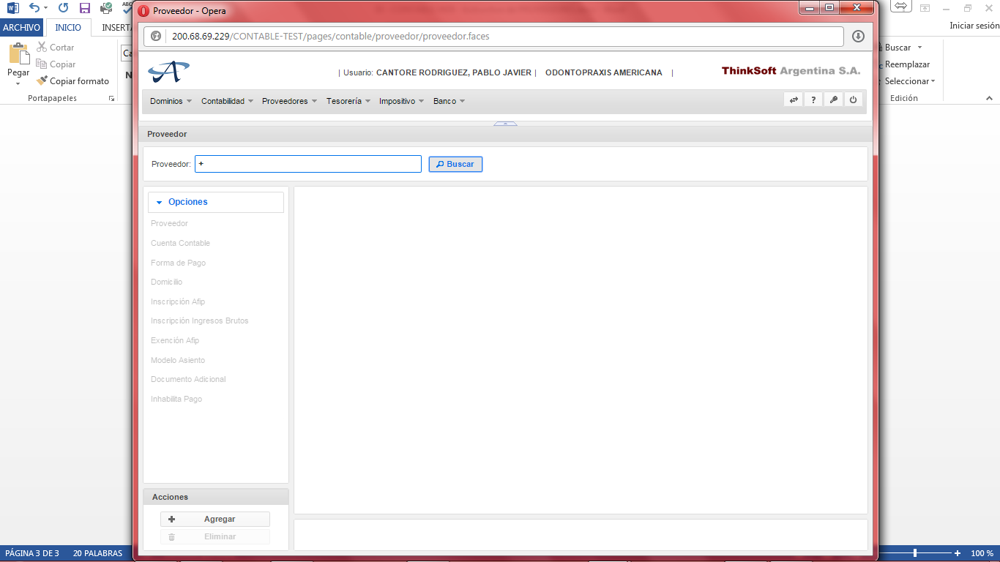 Proveedor - Opera
ARCHIVO INICIO
Iniciar sesión
200.68.69.229/CONTABLE-TEST/pages/contable/proveedor/proveedor.faces
Pegar
Cortar
Copiar
Copiar formato
Portapapeles
Buscar
Reemplazar
Seleccionar
Edición
| Usuario: CANTORE RODRIGUEZ, PABLO JAVIER | ODONTOPRAXIS AMERICANA |
ThinkSoft Argentina S.A.
Dominios Contabilidad Proveedores Tesorería Impositivo Banco ?
Proveedor
Proveedor: + Buscar
Opciones
Proveedor
Cuenta Contable
Forma de Pago
Domicilio
Inscripción Afip
Inscripción Ingresos Brutos
Exención Afip
Modelo Asiento
Documento Adicional
Inhabilita Pago
Acciones
Agregar
Eliminar
PÁGINA 3 DE 3 20 PALABRAS
100 %